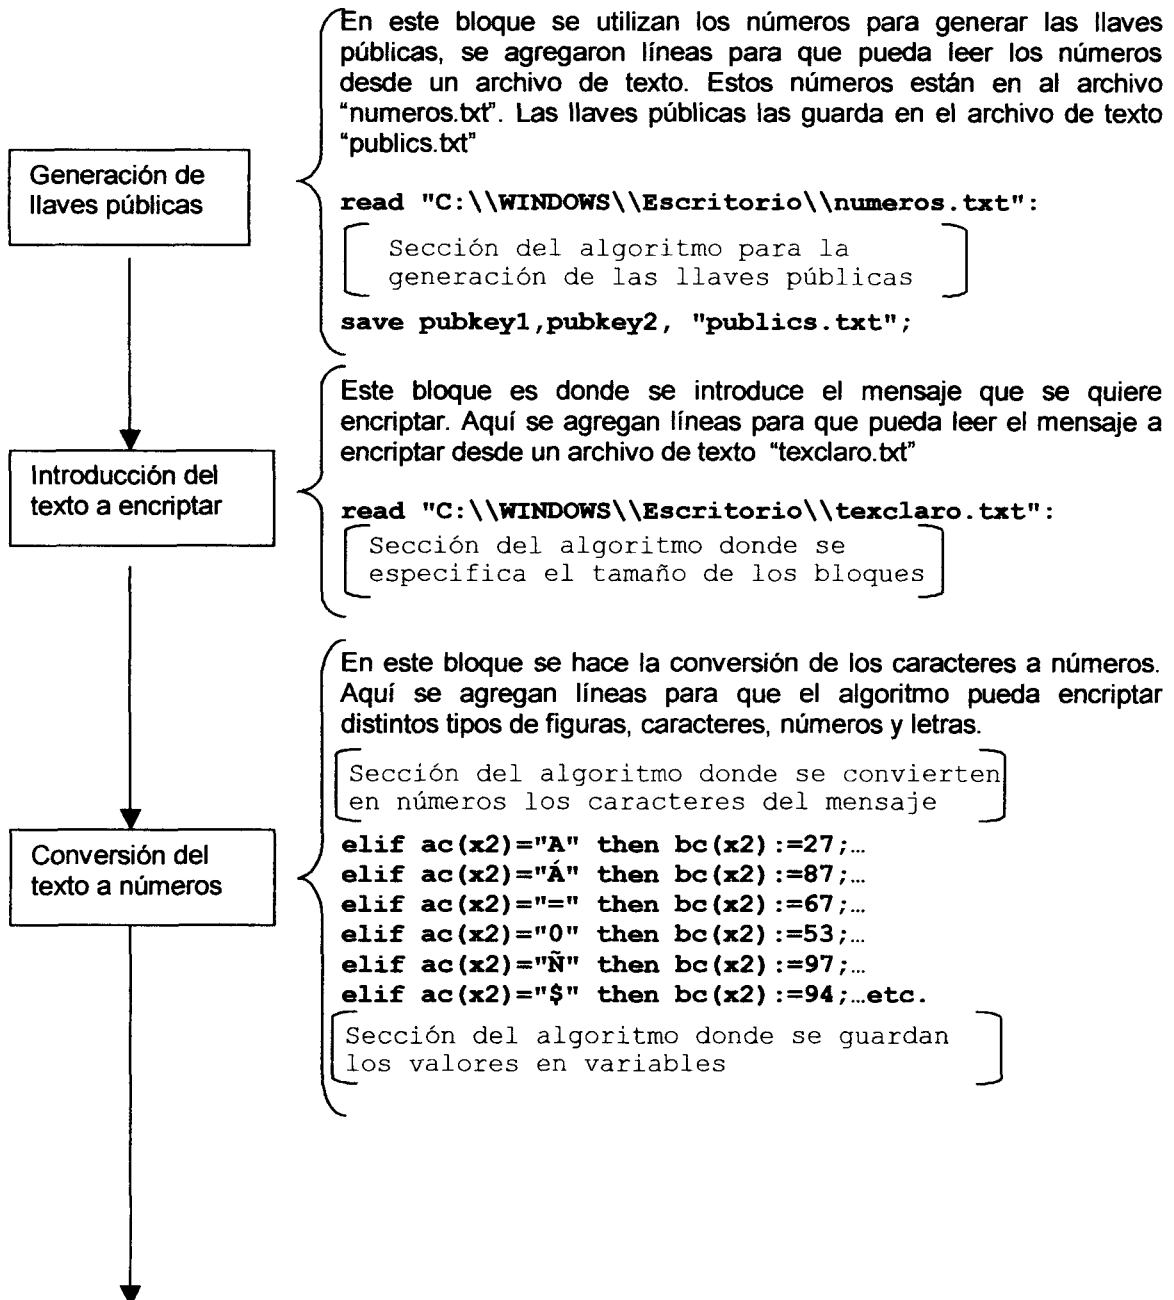 En este bloque se utilizan los números para generar las llaves
públicas, se agregaron líneas para que pueda leer los números
desde un archivo de texto. Estos números están en al archivo
"numeros.txt". Las llaves públicas las guarda en el archivo de texto
"publics.txt"
Generación de
llaves públicas
read "C:\\WINDOWS\\Escritorio\\numeros.txt":
Sección del algoritmo para la
generación de las llaves públicas
save pubkey1,pubkey2, "publics.txt";
Este bloque es donde se introduce el mensaje que se quiere
encriptar. Aquí se agregan líneas para que pueda leer el mensaje a
encriptar desde un archivo de texto "texclaro.txt"
Introducción del
texto a encriptar
read "C:\\WINDOWS\\Escritorio\\texclaro.txt":
Sección del algoritmo donde se
especifica el tamaño de los bloques
En este bloque se hace la conversión de los caracteres a números.
Aquí se agregan líneas para que el algoritmo pueda encriptar
distintos tipos de figuras, caracteres, números y letras.
Sección del algoritmo donde se convierten
en números los caracteres del mensaje
Conversión del
texto a números
elif ac(x2)="A" then bc(x2):=27;…
elif ac(x2)="Á" then bc(x2):=87;…
elif ac(x2)="=" then bc(x2):=67;…
elif ac(x2)="0" then bc(x2):=53;…
elif ac(x2)="Ñ" then bc(x2):=97;…
elif ac(x2)="$" then bc(x2):=94;…etc.
Sección del algoritmo donde se guardan
los valores en variables